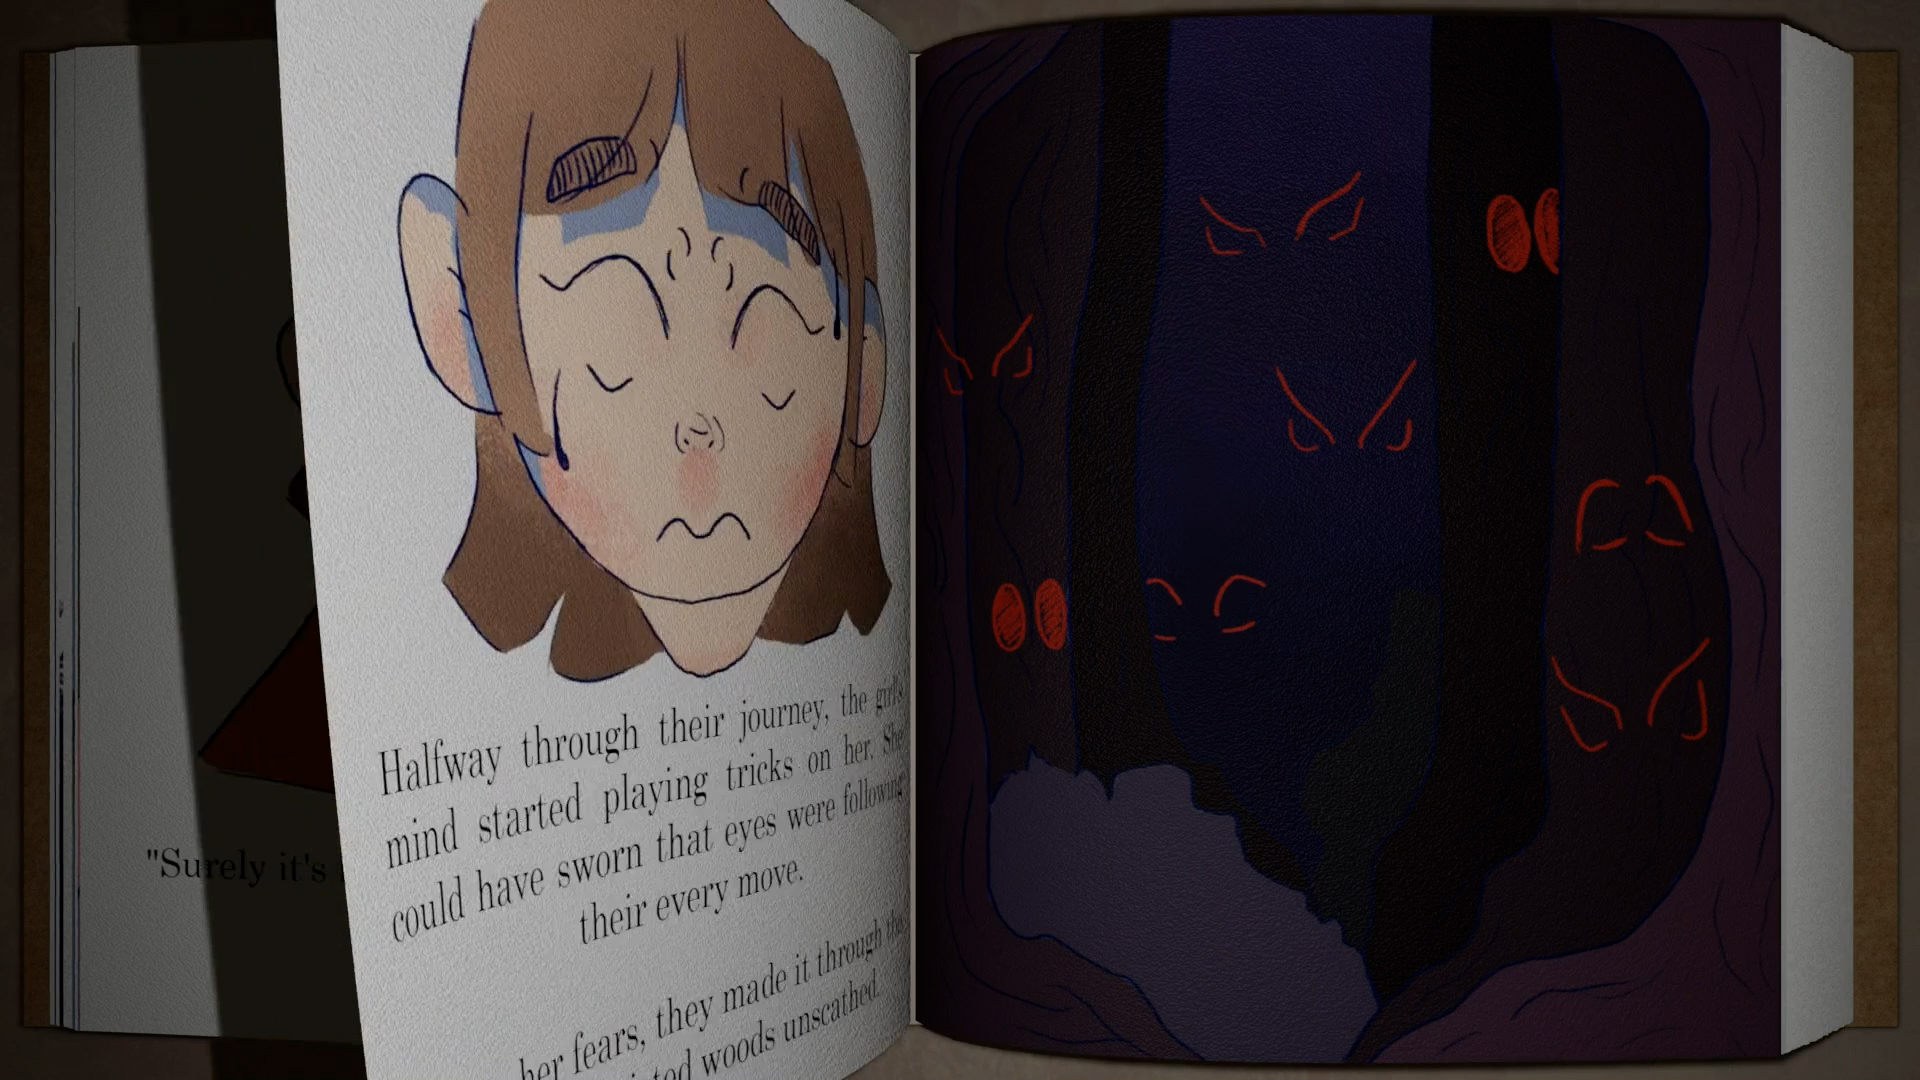 "Surely it's
Halfway through their journey, the girl's
mind started playing tricks on her. She
could have sworn that eyes were following
their every move.
her fears, they made it through the
woods unscathed.